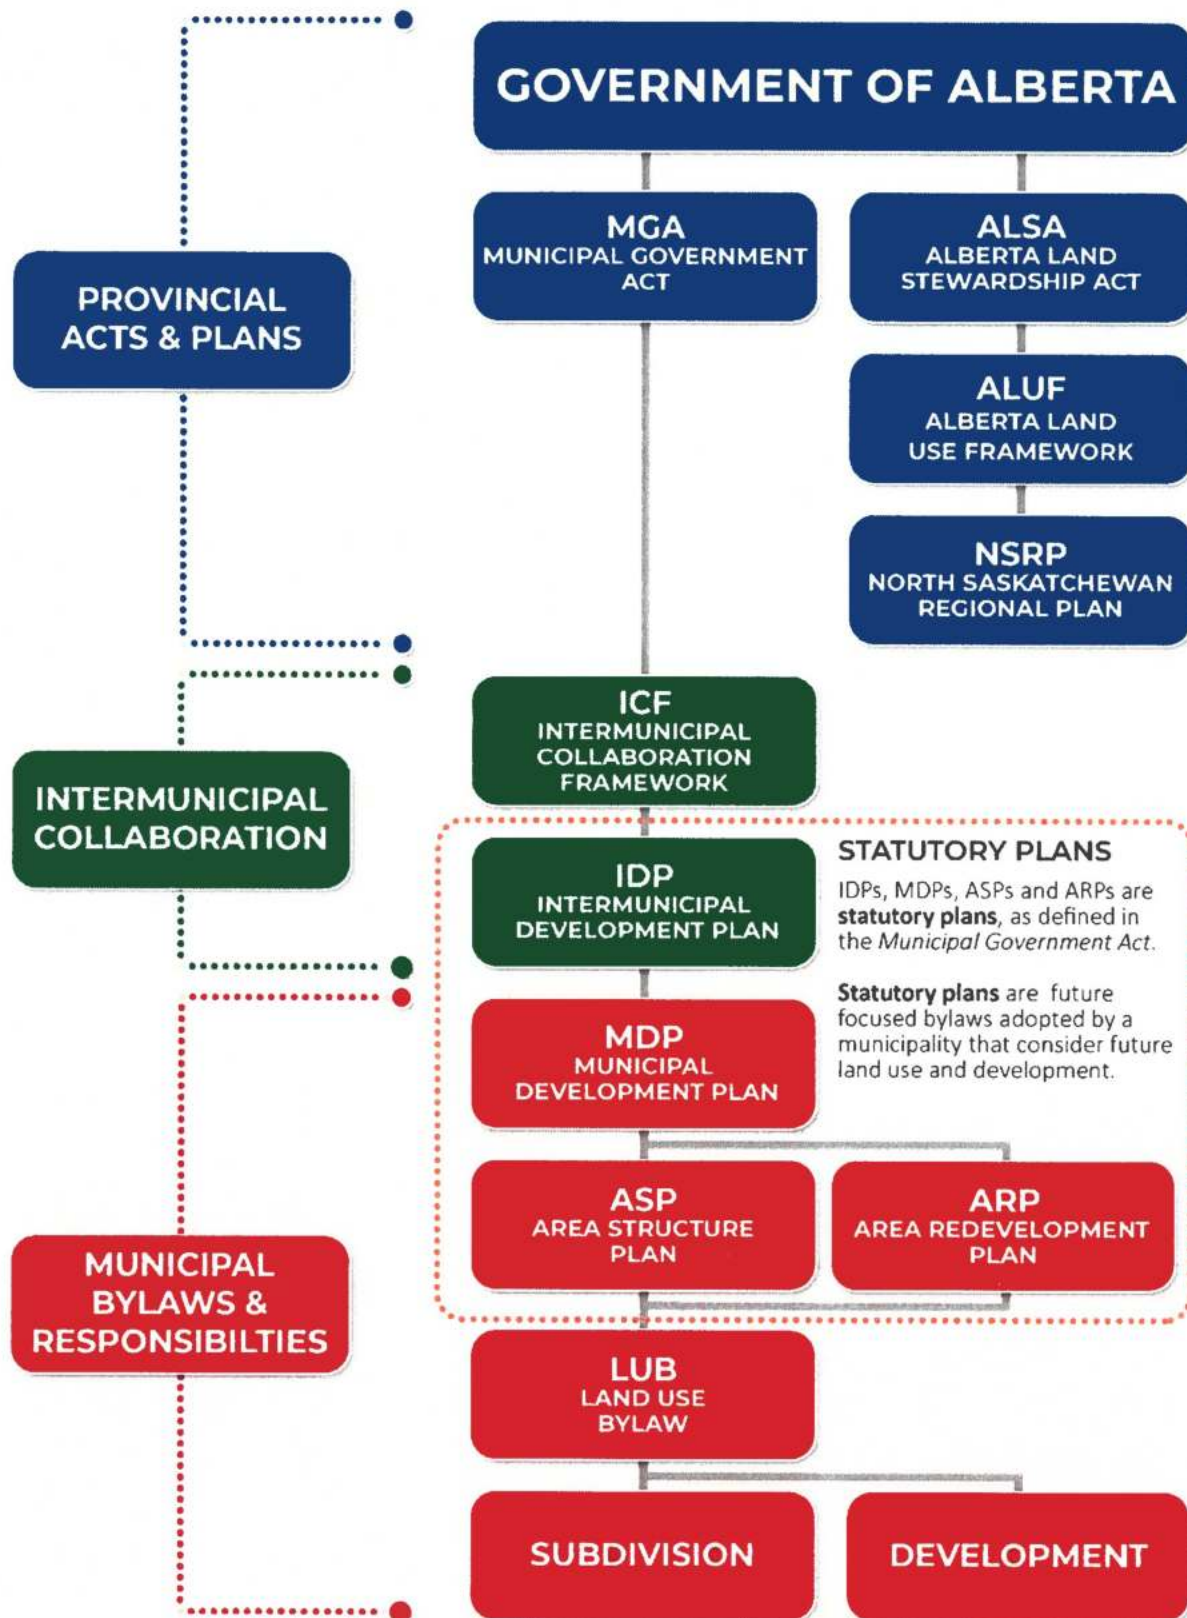 GOVERNMENT OF ALBERTA
MGA
MUNICIPAL GOVERNMENT
ACT
ALSA
ALBERTA LAND
STEWARDSHIP ACT
PROVINCIAL
ACTS & PLANS
ALUF
ALBERTA LAND
USE FRAMEWORK
NSRP
NORTH SASKATCHEWAN
REGIONAL PLAN
ICF
INTERMUNICIPAL
COLLABORATION
FRAMEWORK
INTERMUNICIPAL
COLLABORATION
IDP
INTERMUNICIPAL
DEVELOPMENT PLAN
STATUTORY PLANS
IDPs, MDPs, ASPs and ARPs are
statutory plans, as defined in
the Municipal Government Act.
Statutory plans are future
focused bylaws adopted by a
municipality that consider future
land use and development.
MDP
MUNICIPAL
DEVELOPMENT PLAN
ASP
AREA STRUCTURE
PLAN
ARP
AREA REDEVELOPMENT
PLAN
MUNICIPAL
BYLAWS &
RESPONSIBILTIES
LUB
LAND USE
BYLAW
SUBDIVISION
DEVELOPMENT